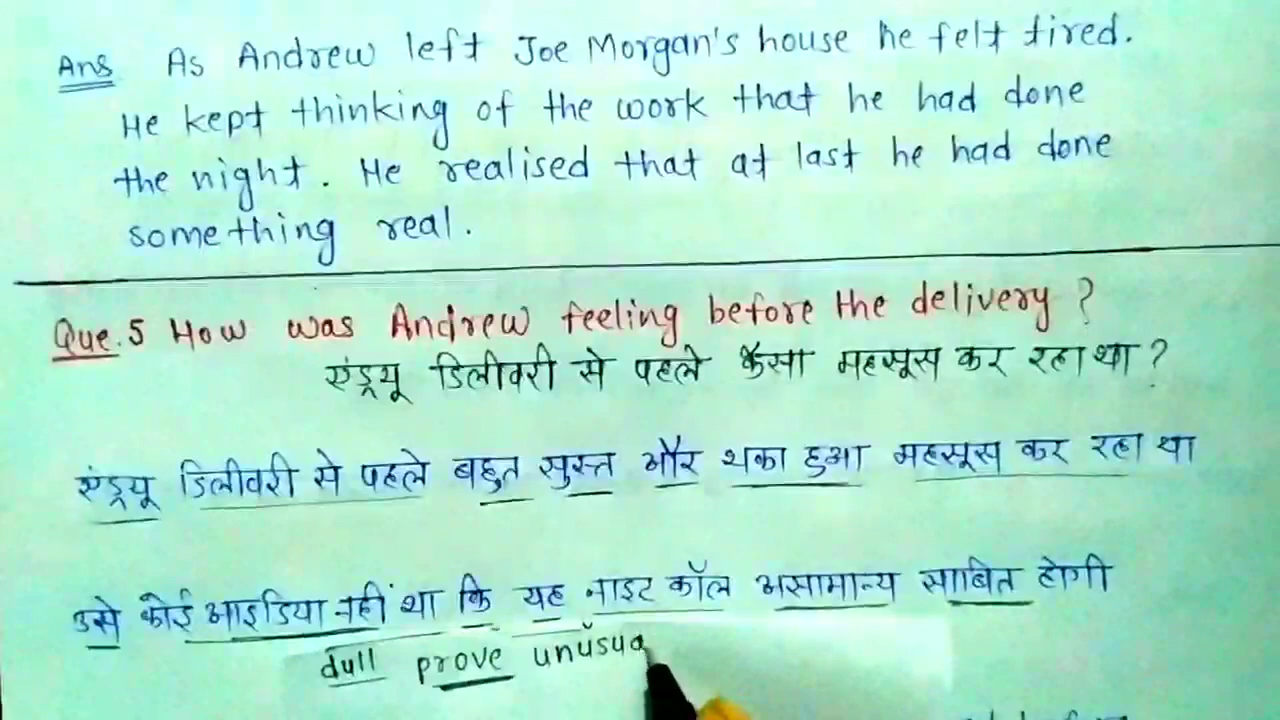 Ans As Andrew left Joe Morgan's house he felt tired.
He kept thinking of the work that he had done
the night. He realised that at last he had done
something real.
Que.5 How was Andrew feeling before the delivery?
एंड्र्यू डिलीवरी से पहले कैसा महसूस कर रहा था?
एंड्र्यू डिलीवरी से पहले बहुत सुस्त और थका हुआ महसूस कर रहा था
उसे कोई आइडिया नहीं था कि यह नाइट कॉल असामान्य साबित होगी
dull prove unusua